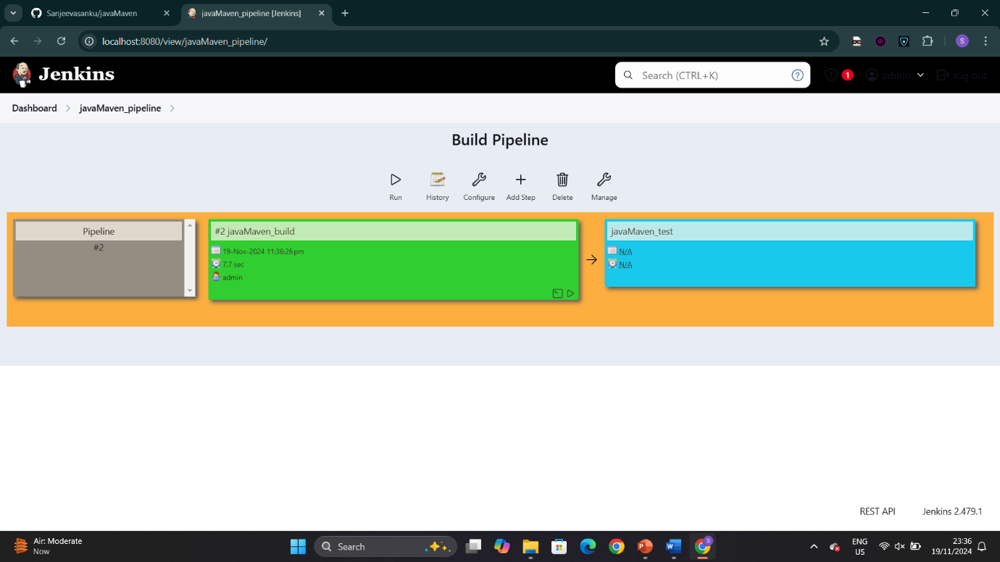 Sanjeevasanku/javaMaven
javaMaven_pipeline [Jenkins]
localhost:8080/view/javaMaven_pipeline/
S
Jenkins
Search (CTRL+K)
?
1
admin
log out
Dashboard
javaMaven_pipeline
Build Pipeline
Run
History
Configure
Add Step
Delete
Manage
Pipeline
#2
#2 javaMaven_build
19-Nov-2024 11:36:26 pm
7.7 sec
admin
javaMaven_test
N/A
N/A
REST API
Jenkins 2.479.1
Air: Moderate
Now
Search
P
W
S
ENG
US
23:36
19/11/2024